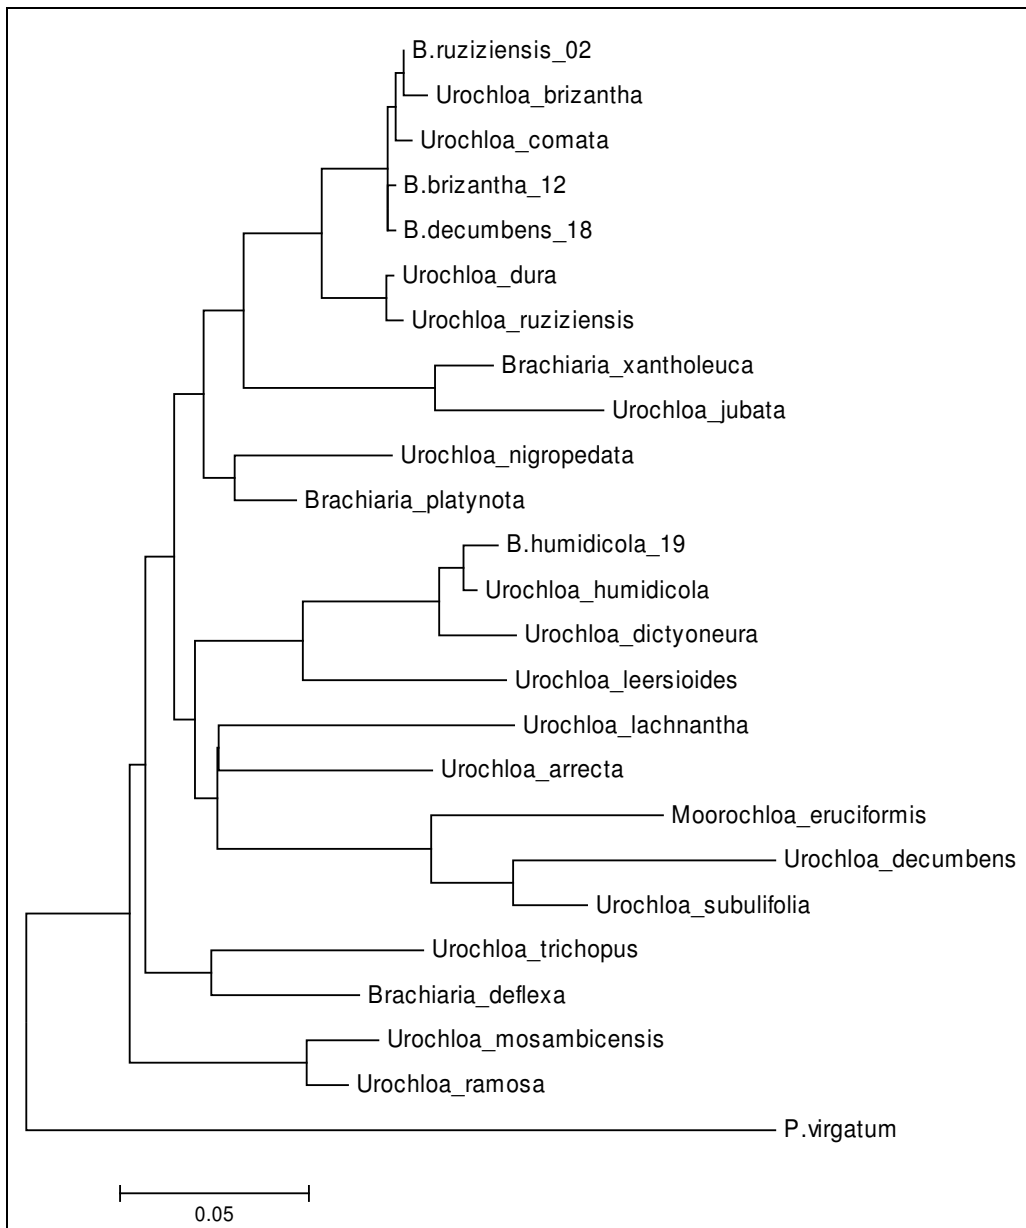 B.ruziziensis_02
Urochloa_brizantha
Urochloa_comata
B.brizantha_12
B.decumbens_18
Urochloa_dura
Urochloa_ruziziensis
Brachiaria_xantholeuca
Urochloa_jubata
Urochloa_nigropedata
Brachiaria_platynota
B.humidicola_19
Urochloa_humidicola
Urochloa_dictyoneura
Urochloa_leersioides
Urochloa_lachnantha
Urochloa_arrecta
Moorochloa_eruciformis
Urochloa_decumbens
Urochloa_subulifolia
Urochloa_trichopus
Brachiaria_deflexa
Urochloa_mosambicensis
Urochloa_ramosa
P.virgatum
0.05